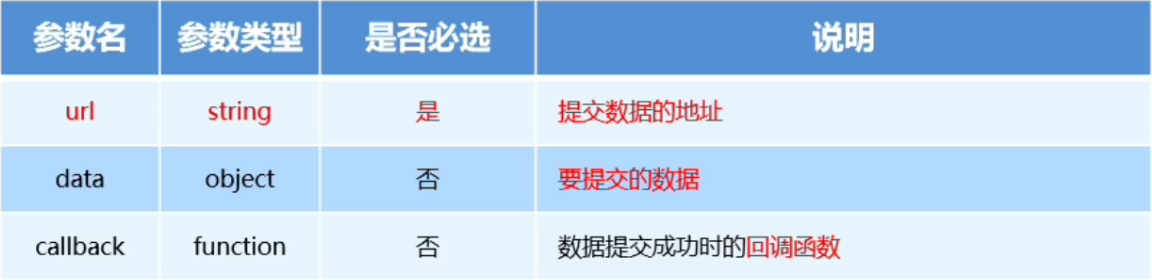 参数名 参数类型 是否必选 说明
url string 是 提交数据的地址
data object 否 要提交的数据
callback function 否 数据提交成功时的回调函数